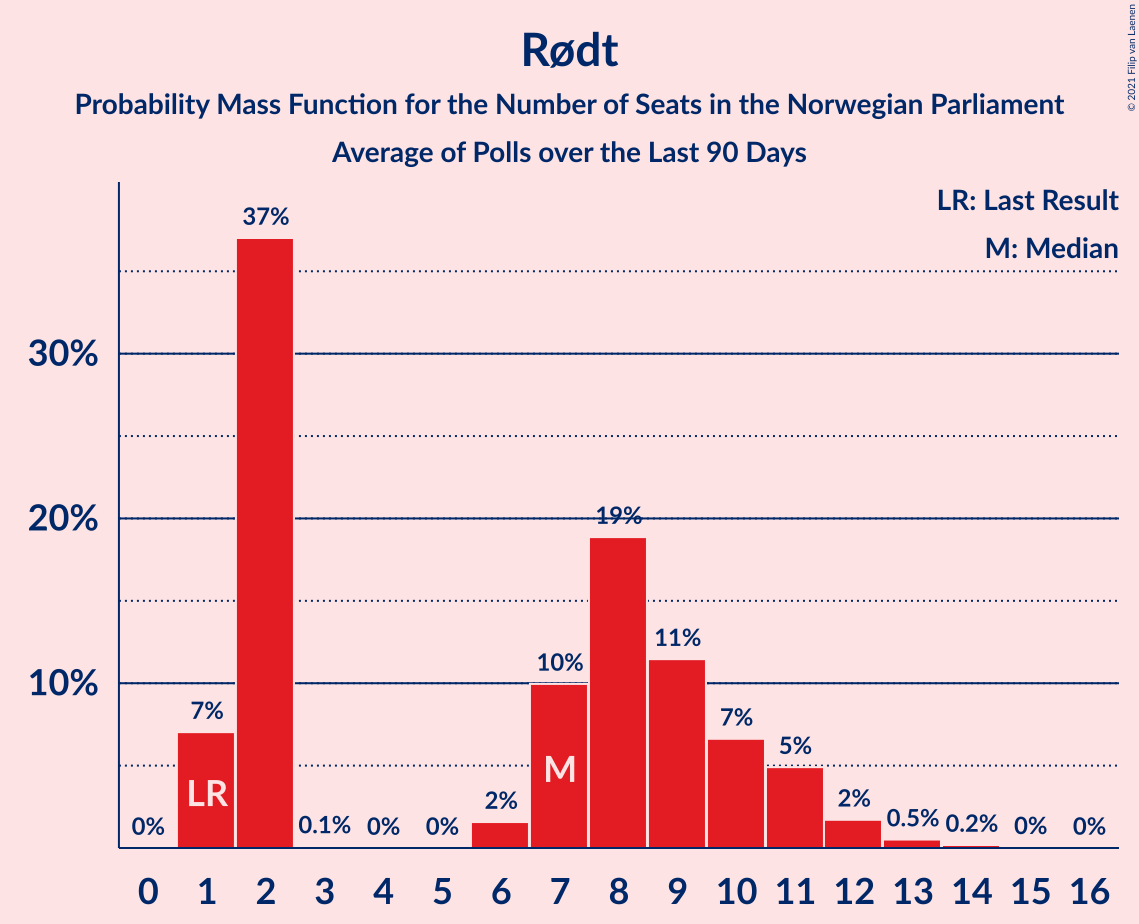 Rødt
Probability Mass Function for the Number of Seats in the Norwegian Parliament
Average of Polls over the Last 90 Days
© 2021 Filip van Laenen
LR: Last Result
M: Median
37%
30%
20%
19%
11%
10%
10%
7%
7%
5%
LR
M
2%
2%
0%
0.1%
0%
0%
0.5%
0.2%
0%
0%
0 1 2 3 4 5 6 7 8 9 10 11 12 13 14 15 16